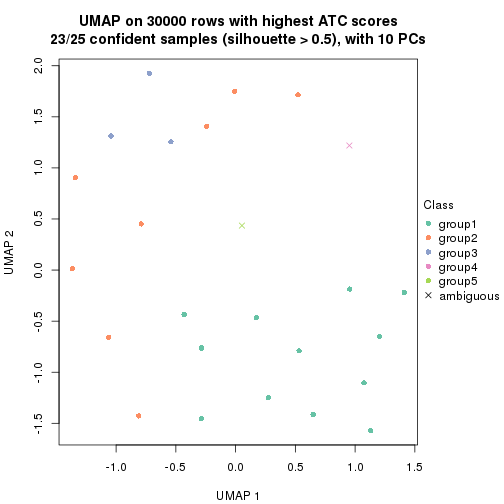 UMAP on 30000 rows with highest ATC scores
23/25 confident samples (silhouette > 0.5), with 10 PCs
2.0
1.5
1.0
0.5
0.0
-0.5
-1.0
-1.5
UMAP 2
-1.0
-0.5
0.0
0.5
1.0
1.5
UMAP 1
Class
group1
group2
group3
group4
group5
ambiguous